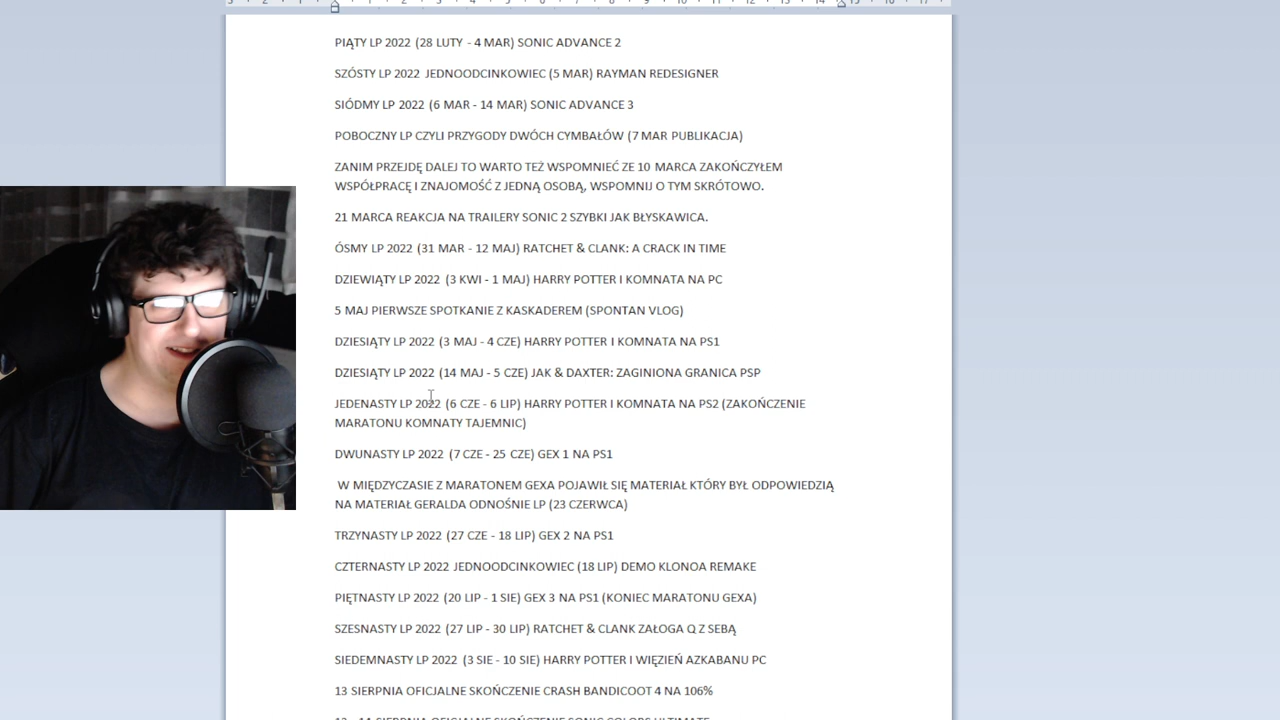 PIĄTY LP 2022 (28 LUTY - 4 MAR) SONIC ADVANCE 2
SZÓSTY LP 2022 JEDNOODCINKOWIEC (5 MAR) RAYMAN REDESIGNER
SIÓDMY LP 2022 (6 MAR - 14 MAR) SONIC ADVANCE 3
POBOCZNY LP CZYLI PRZYGODY DWÓCH CYMBAŁÓW (7 MAR PUBLIKACJA)
ZANIM PRZEJDĘ DALEJ TO WARTO TEŻ WSPOMNIEĆ ZE 10 MARCA ZAKOŃCZYŁEM
WSPÓŁPRACĘ I ZNAJOMOŚĆ Z JEDNĄ OSOBĄ, WSPOMNIJ O TYM SKRÓTOWO.
21 MARCA REAKCJA NA TRAILERY SONIC 2 SZYBKI JAK BŁYSKAWICA.
ÓSMY LP 2022 (31 MAR - 12 MAJ) RATCHET & CLANK: A CRACK IN TIME
DZIEWIĄTY LP 2022 (3 KWI - 1 MAJ) HARRY POTTER I KOMNATA NA PC
5 MAJ PIERWSZE SPOTKANIE Z KASKADEREM (SPONTAN VLOG)
DZIESIĄTY LP 2022 (3 MAJ - 4 CZE) HARRY POTTER I KOMNATA NA PS1
DZIESIĄTY LP 2022 (14 MAJ - 5 CZE) JAK & DAXTER: ZAGINIONA GRANICA PSP
JEDENASTY LP 2022 (6 CZE - 6 LIP) HARRY POTTER I KOMNATA NA PS2 (ZAKOŃCZENIE
MARATONU KOMNATY TAJEMNIC)
DWUNASTY LP 2022 (7 CZE - 25 CZE) GEX 1 NA PS1
W MIĘDZYCZASIE Z MARATONEM GEXA POJAWIŁ SIĘ MATERIAŁ KTÓRY BYŁ ODPOWIEDZIĄ
NA MATERIAŁ GERALDA ODNOŚNIE LP (23 CZERWCA)
TRZYNASTY LP 2022 (27 CZE - 18 LIP) GEX 2 NA PS1
CZTERNASTY LP 2022 JEDNOODCINKOWIEC (18 LIP) DEMO KLONOA REMAKE
PIĘTNASTY LP 2022 (20 LIP - 1 SIE) GEX 3 NA PS1 (KONIEC MARATONU GEXA)
SZESNASTY LP 2022 (27 LIP - 30 LIP) RATCHET & CLANK ZAŁOGA Q Z SEBĄ
SIEDEMNASTY LP 2022 (3 SIE - 10 SIE) HARRY POTTER I WIĘZIEŃ AZKABANU PC
13 SIERPNIA OFICJALNE SKOŃCZENIE CRASH BANDICOOT 4 NA 106%